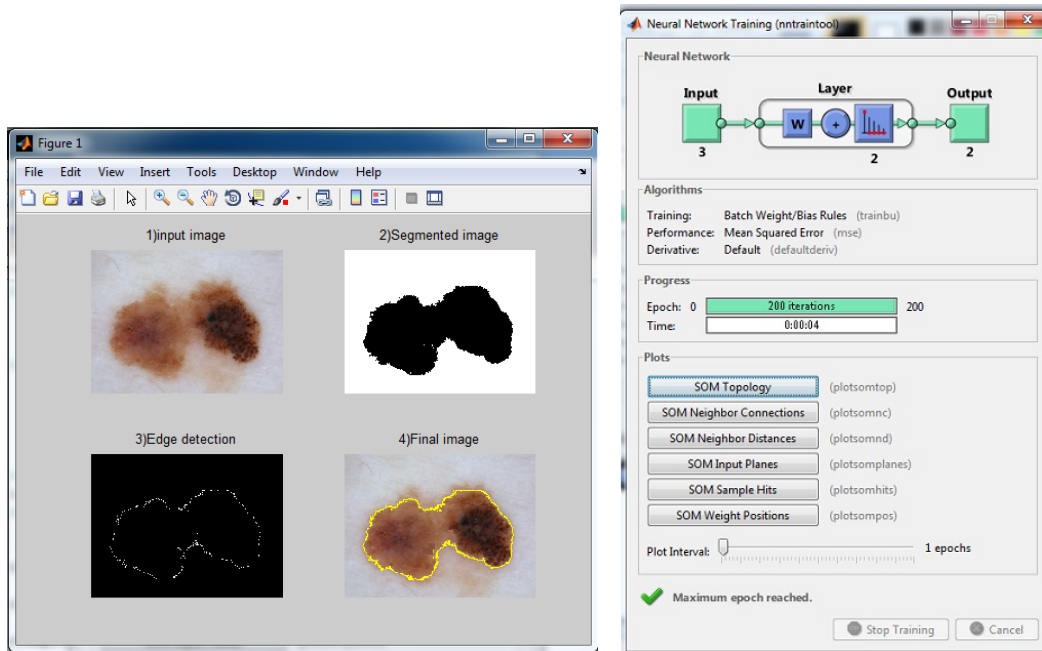 Figure 1
File Edit View Insert Tools Desktop Window Help
1)input image
2)Segmented image
3)Edge detection
4)Final image
Neural Network Training (nntraintool)
Neural Network
Input
Layer
Output
W
+
3
2
2
Algorithms
Training: Batch Weight/Bias Rules (trainbu)
Performance: Mean Squared Error (mse)
Derivative: Default (defaultderiv)
Progress
Epoch: 0 200 iterations 200
Time: 0:00:04
Plots
SOM Topology (plotsomtop)
SOM Neighbor Connections (plotsomnc)
SOM Neighbor Distances (plotsomnd)
SOM Input Planes (plotsomplanes)
SOM Sample Hits (plotsomhits)
SOM Weight Positions (plotsompos)
Plot Interval: 1 epochs
Maximum epoch reached.
Stop Training Cancel